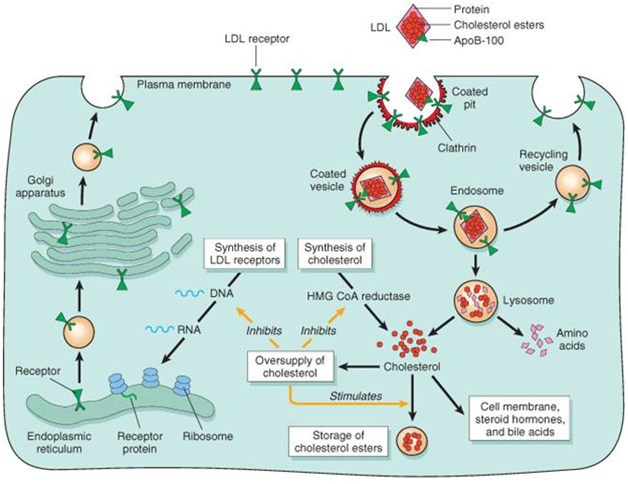 Protein
LDL
Cholesterol esters
ApoB-100
LDL receptor
Plasma membrane
Coated
pit
Clathrin
Coated
vesicle
Recycling
vesicle
Endosome
Golgi
apparatus
Synthesis of
LDL receptors
Synthesis of
cholesterol
DNA
HMG CoA reductase
Lysosome
RNA
Inhibits
Inhibits
Amino
acids
Oversupply of
cholesterol
Cholesterol
Receptor
Stimulates
Cell membrane,
steroid hormones,
and bile acids
Endoplasmic
reticulum
Receptor
protein
Ribosome
Storage of
cholesterol esters